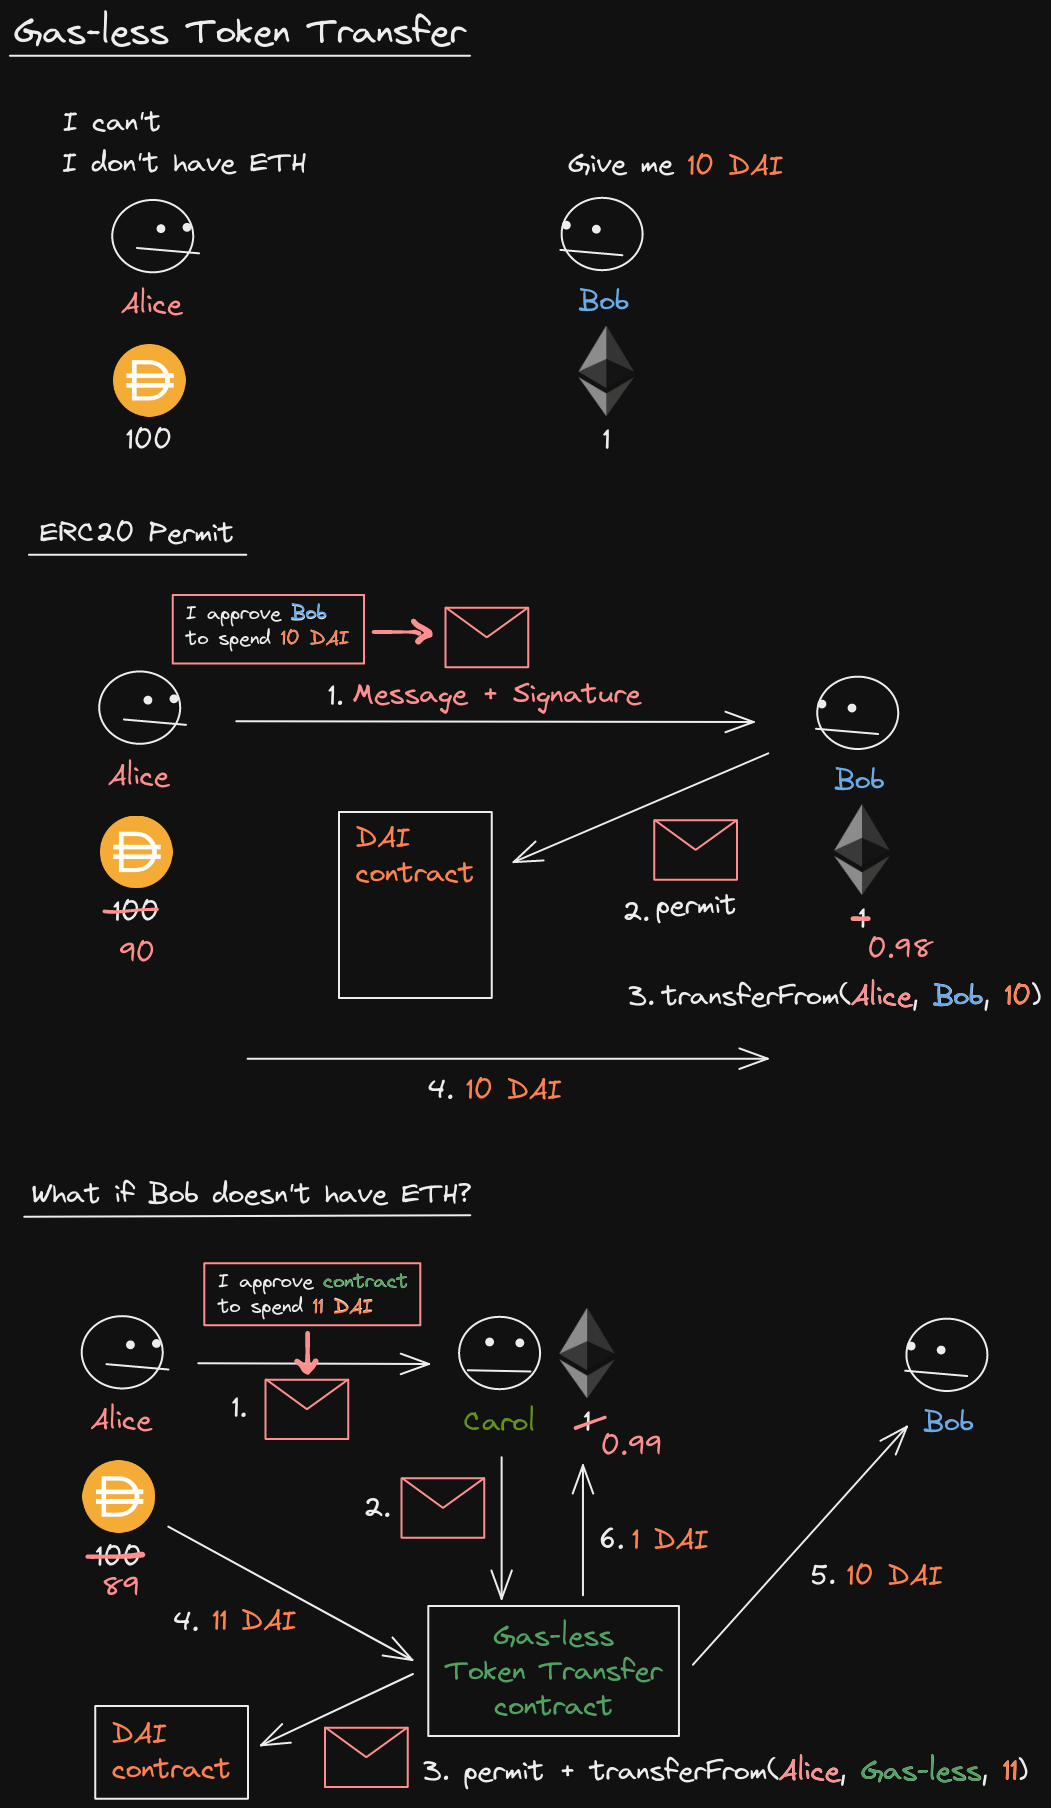 Gas-less Token Transfer
I can't
I don't have ETH
Give me 10 DAI
Alice
Bob
100
1
ERC20 Permit
I approve Bob
to spend 10 DAI
1. Message + Signature
Alice
Bob
DAI
contract
2. permit
100
90
1
0.98
3. transferFrom(Alice, Bob, 10)
4. 10 DAI
What if Bob doesn't have ETH?
I approve contract
to spend 11 DAI
1.
Alice
Carol
Bob
1
0.99
2.
6. 1 DAI
5. 10 DAI
100
89
4. 11 DAI
Gas-less
Token Transfer
contract
DAI
contract
3. permit + transferFrom(Alice, Gas-less, 11)